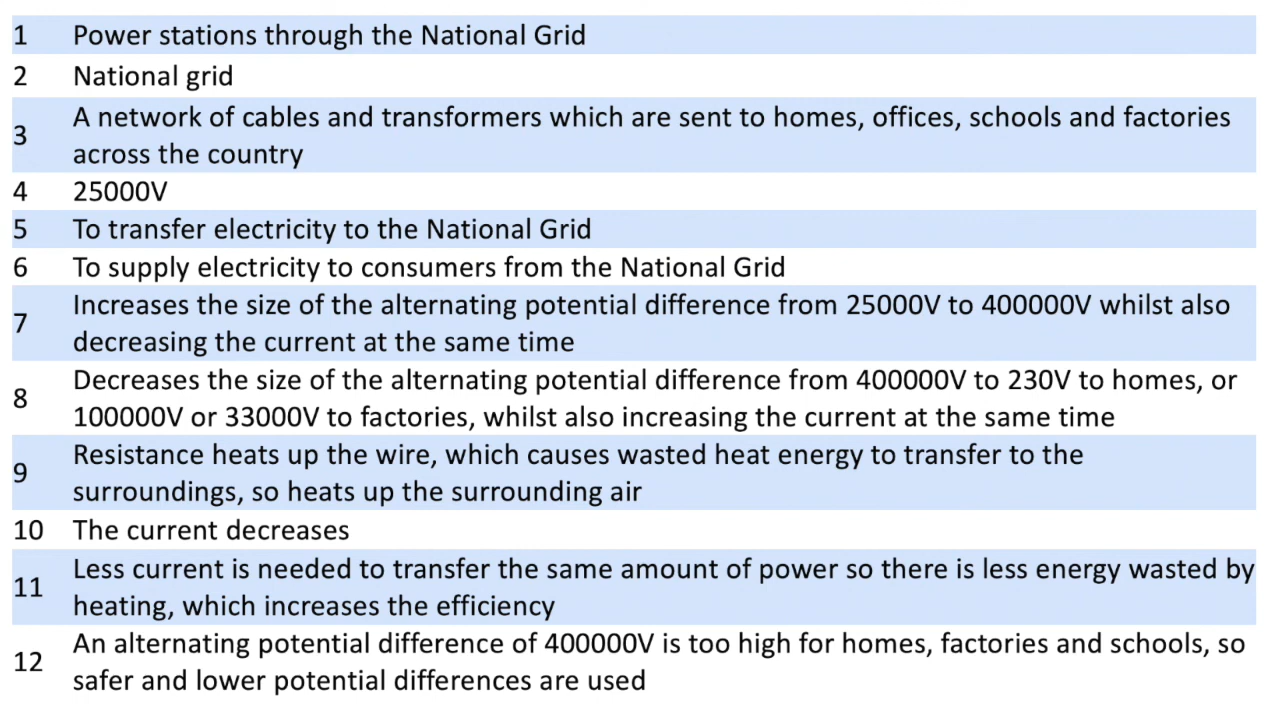 1 Power stations through the National Grid
2 National grid
3 A network of cables and transformers which are sent to homes, offices, schools and factories
across the country
4 25000V
5 To transfer electricity to the National Grid
6 To supply electricity to consumers from the National Grid
7 Increases the size of the alternating potential difference from 25000V to 400000V whilst also
decreasing the current at the same time
8 Decreases the size of the alternating potential difference from 400000V to 230V to homes, or
100000V or 33000V to factories, whilst also increasing the current at the same time
9 Resistance heats up the wire, which causes wasted heat energy to transfer to the
surroundings, so heats up the surrounding air
10 The current decreases
11 Less current is needed to transfer the same amount of power so there is less energy wasted by
heating, which increases the efficiency
12 An alternating potential difference of 400000V is too high for homes, factories and schools, so
safer and lower potential differences are used